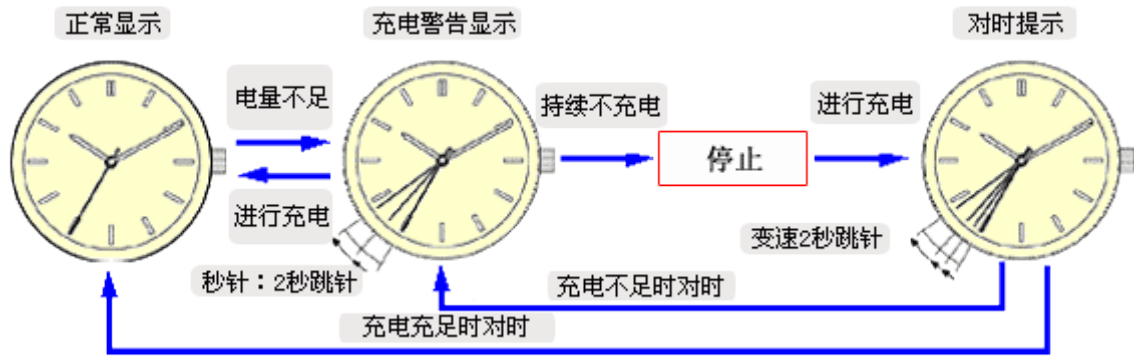 正常显示
充电警告显示
对时提示
电量不足
持续不充电
进行充电
停止
进行充电
变速2秒跳针
秒针：2秒跳针
充电不足时对时
充电充足时对时